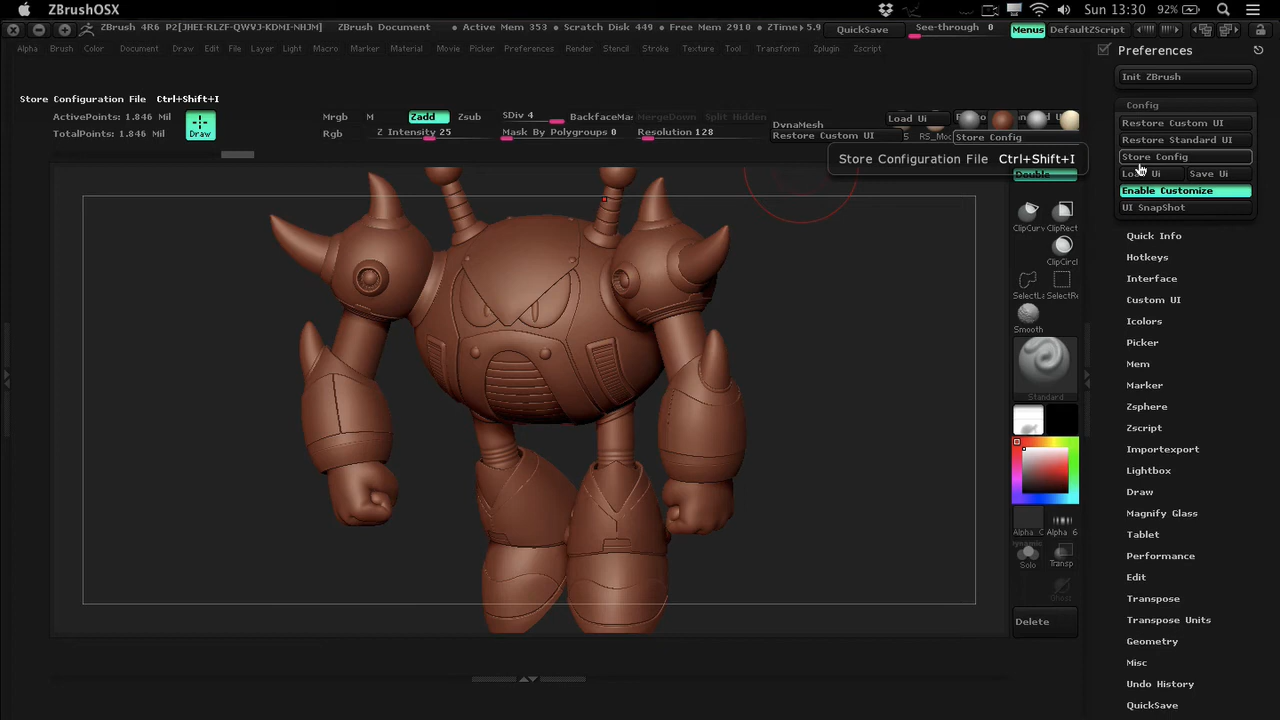 ZBrushOSX
Sun 13:30 92%
ZBrush 4R6 P2[JHEI-RLZF-QWVJ-KDMI-NHJM] ZBrush Document • Active Mem 353 • Scratch Disk 449 • Free Mem 2910 • ZTime▸5.9 QuickSave See-through 0 Menus DefaultZScript
Alpha Brush Color Document Draw Edit File Layer Light Macro Marker Material Movie Picker Preferences Render Stencil Stroke Texture Tool Transform Zplugin Zscript
Store Configuration File Ctrl+Shift+I
ActivePoints: 1.846 Mil
TotalPoints: 1.846 Mil
Draw
Mrgb M Zadd Zsub
Rgb Z Intensity 25
SDiv 4 BackfaceMas MergeDown Split Hidden
Mask By Polygroups 0 Resolution 128
DynaMesh
Load Ui
Restore Custom UI
RS_Mo
Store Config
Store Configuration File Ctrl+Shift+I
Double
ClipCurv ClipRect
ClipCircl
SelectLa SelectRe
Smooth
Standard
Alpha 6
Dynamic
Solo Transp
Ghost
Delete
Preferences
Init ZBrush
Config
Restore Custom UI
Restore Standard UI
Store Config
Load Ui Save Ui
Enable Customize
UI SnapShot
Quick Info
Hotkeys
Interface
Custom UI
Icolors
Picker
Mem
Marker
Zsphere
Zscript
Importexport
Lightbox
Draw
Magnify Glass
Tablet
Performance
Edit
Transpose
Transpose Units
Geometry
Misc
Undo History
QuickSave